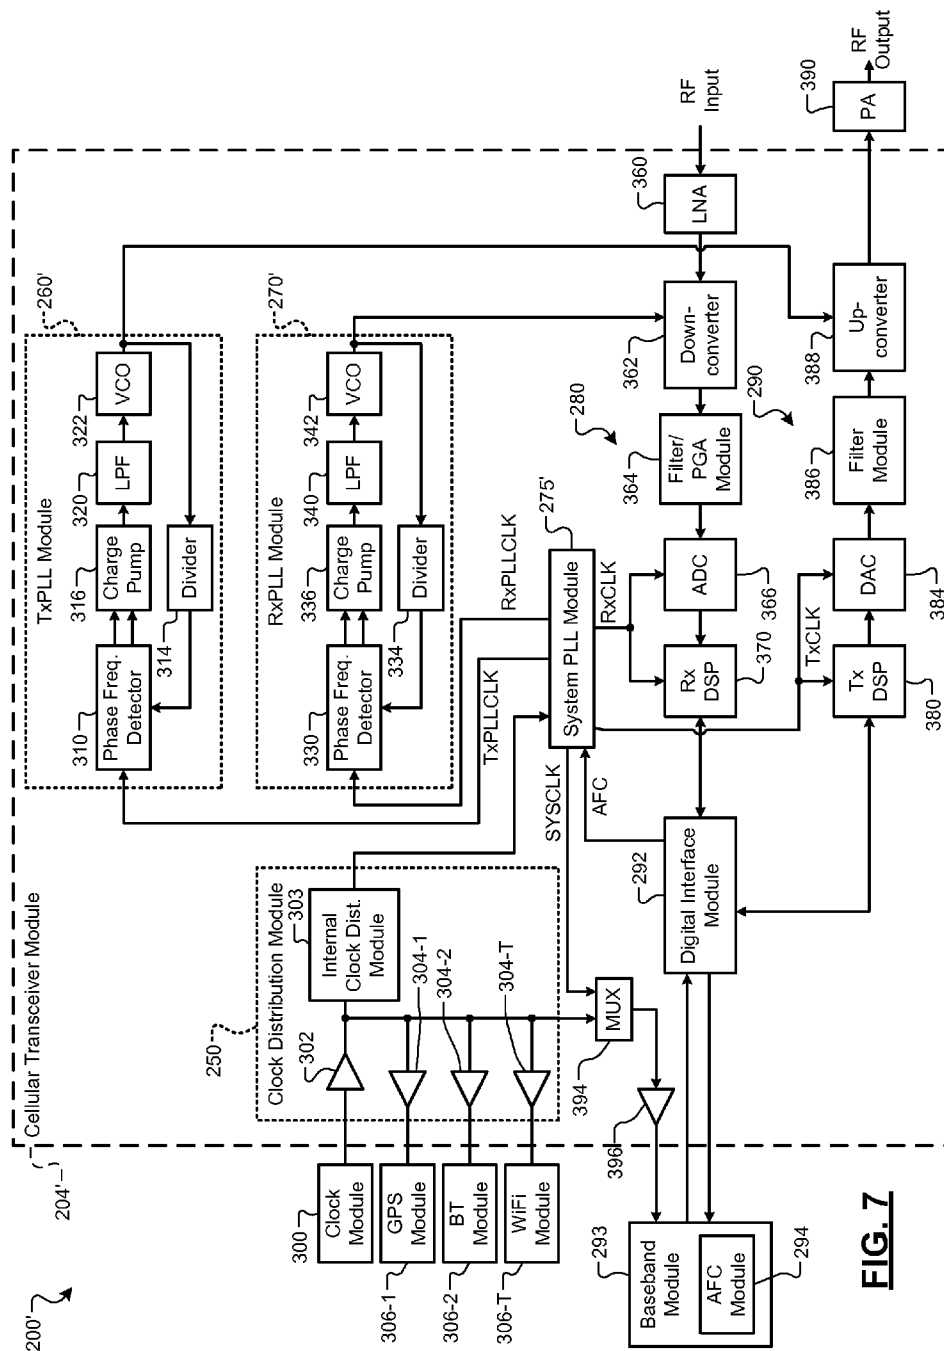 200'
204'
Cellular Transceiver Module
TxPLL Module
260'
310
Phase Freq.
Detector
316
Charge
Pump
320
LPF
322
VCO
314
Divider
RxPLL Module
270'
330
Phase Freq.
Detector
336
Charge
Pump
340
LPF
342
VCO
334
Divider
250
Clock Distribution Module
302
303
Internal
Clock Dist.
Module
304-1
304-2
304-T
300
Clock
Module
306-1
GPS
Module
306-2
BT
Module
306-T
WiFi
Module
TxPLLCLK
RxPLLCLK
275'
System PLL Module
SYSCLK
AFC
RxCLK
TxCLK
394
MUX
396
293
Baseband
Module
AFC
Module
294
292
Digital Interface
Module
280
Rx
DSP
370
ADC
366
364
Filter/
PGA
Module
362
Down-
converter
360
LNA
RF
Input
290
Tx
DSP
380
DAC
384
386
Filter
Module
388
Up-
converter
390
PA
RF
Output
FIG. 7